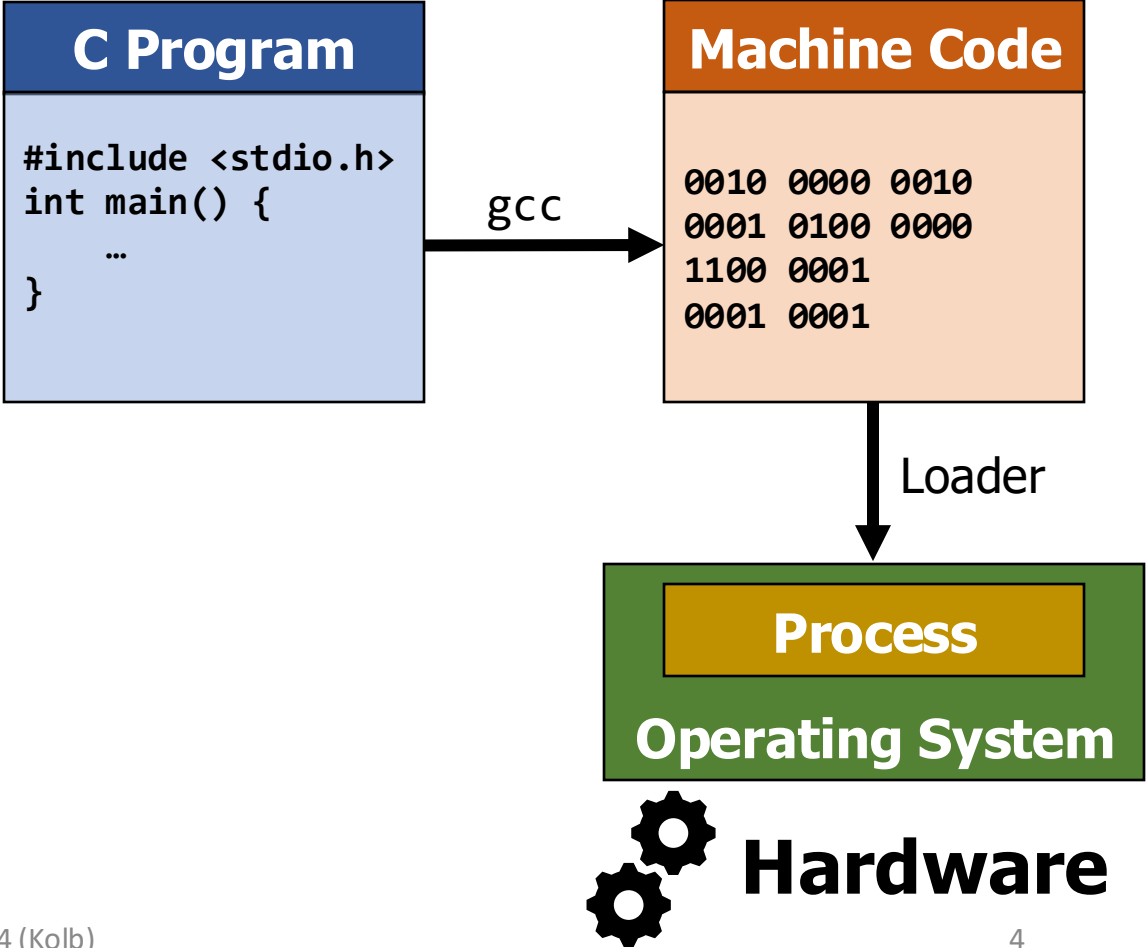 C Program
#include <stdio.h>
int main() {
    …
}
gcc
Machine Code
0010 0000 0010
0001 0100 0000
1100 0001
0001 0001
Loader
Process
Operating System
Hardware
4 (Kolb)
4